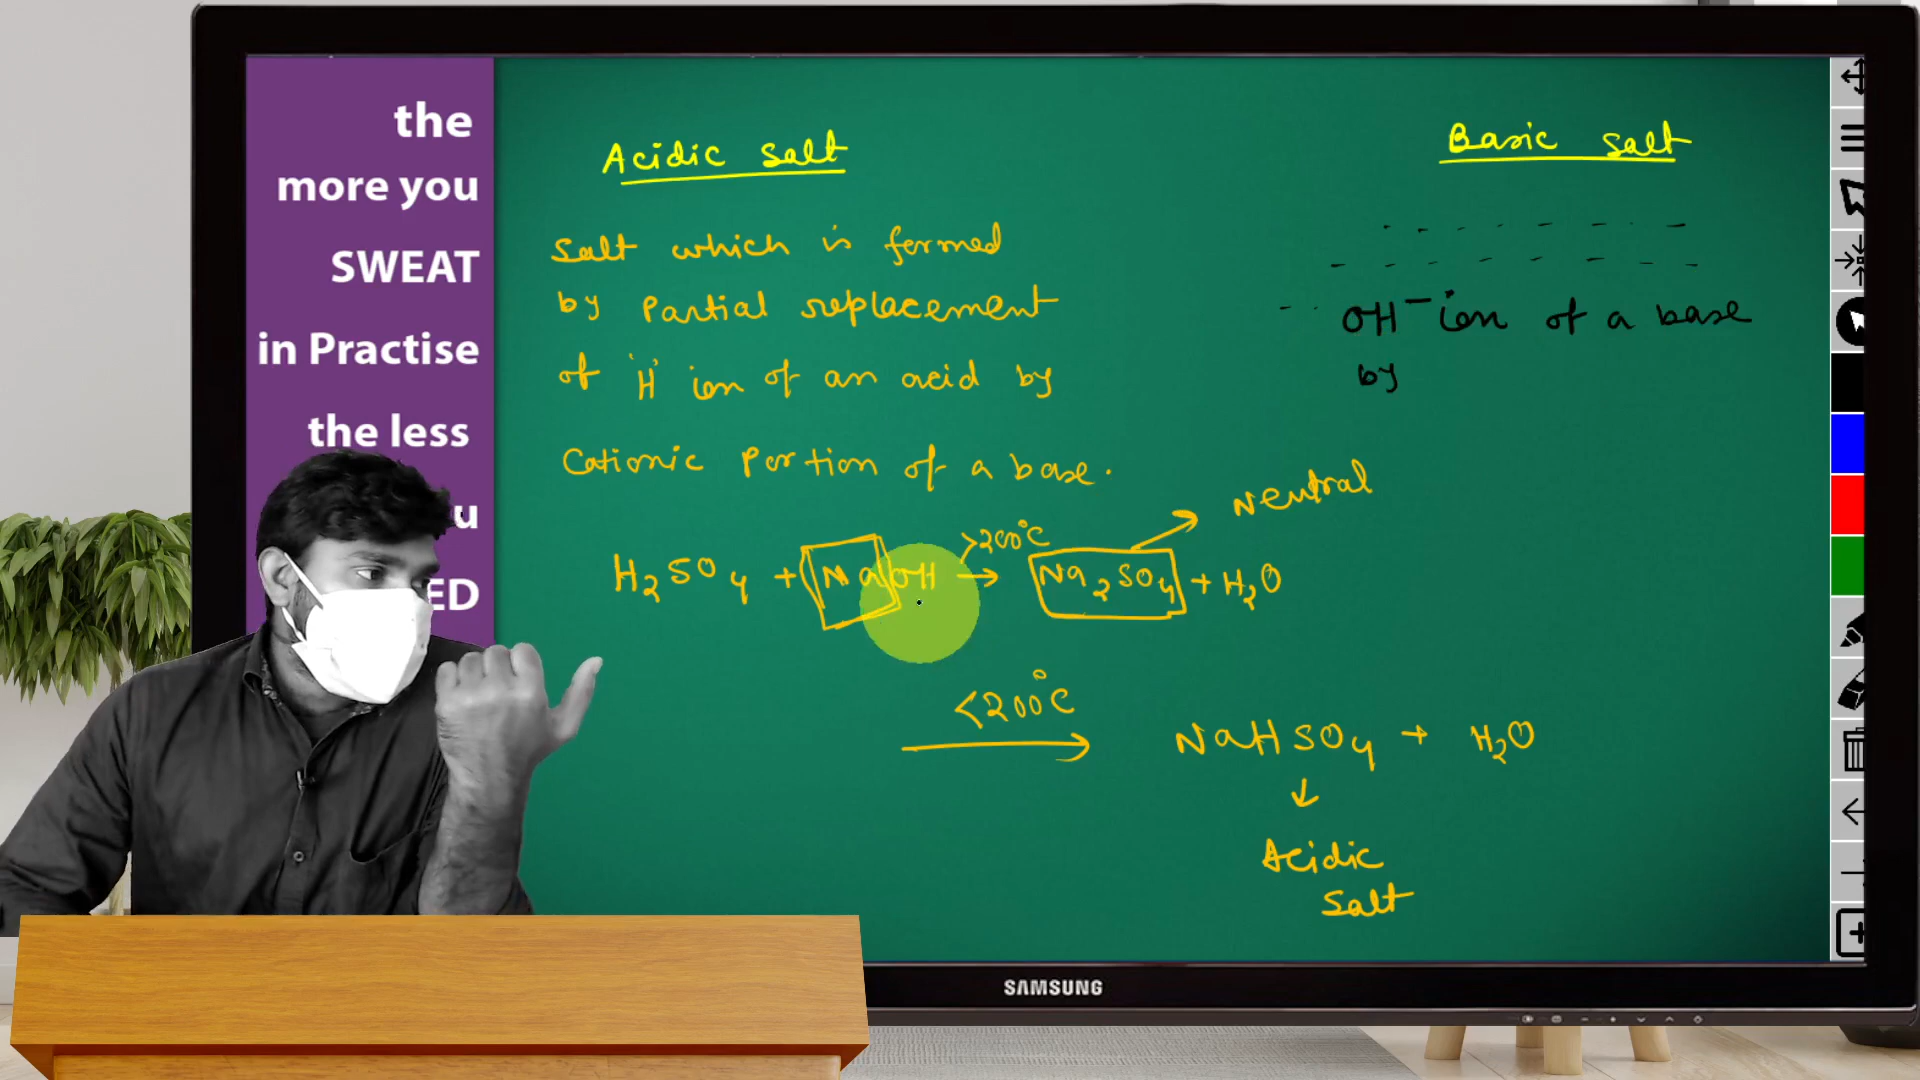 the
more you
SWEAT
in Practise
the less
u
ED
Acidic Salt
Salt which is formed
by Partial replacement
of 'H' ion of an acid by
Cationic Portion of a base.
H₂SO₄ + NaOH → >200°C Na₂SO₄ + H₂O
Neutral
<200°C
NaHSO₄ + H₂O
↓
Acidic
Salt
Basic Salt
OH⁻ ion of a base
by
SAMSUNG